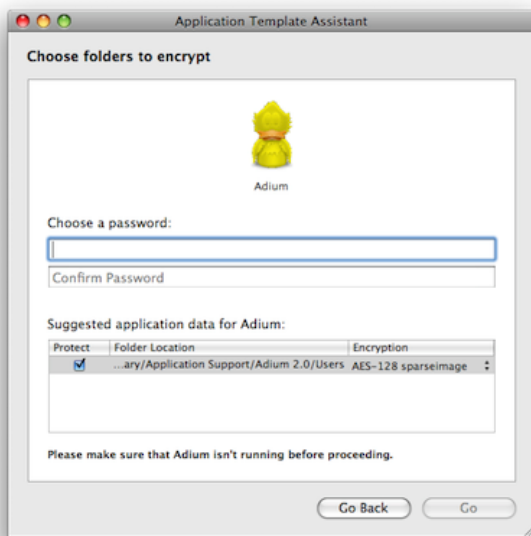 Application Template Assistant
Choose folders to encrypt
Adium
Choose a password:
Confirm Password
Suggested application data for Adium:
Protect Folder Location Encryption
...ary/Application Support/Adium 2.0/Users AES-128 sparseimage
Please make sure that Adium isn't running before proceeding.
Go Back Go